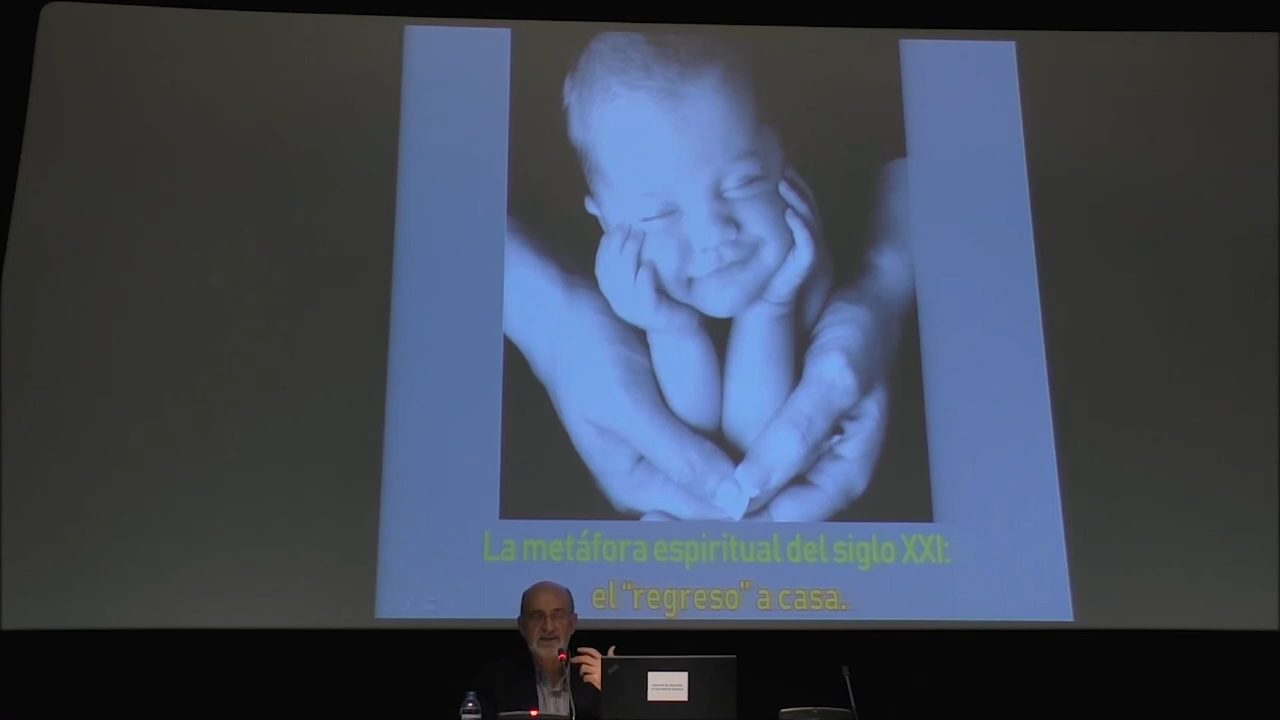 La metáfora espiritual del siglo XXI:
el "regreso" a casa.